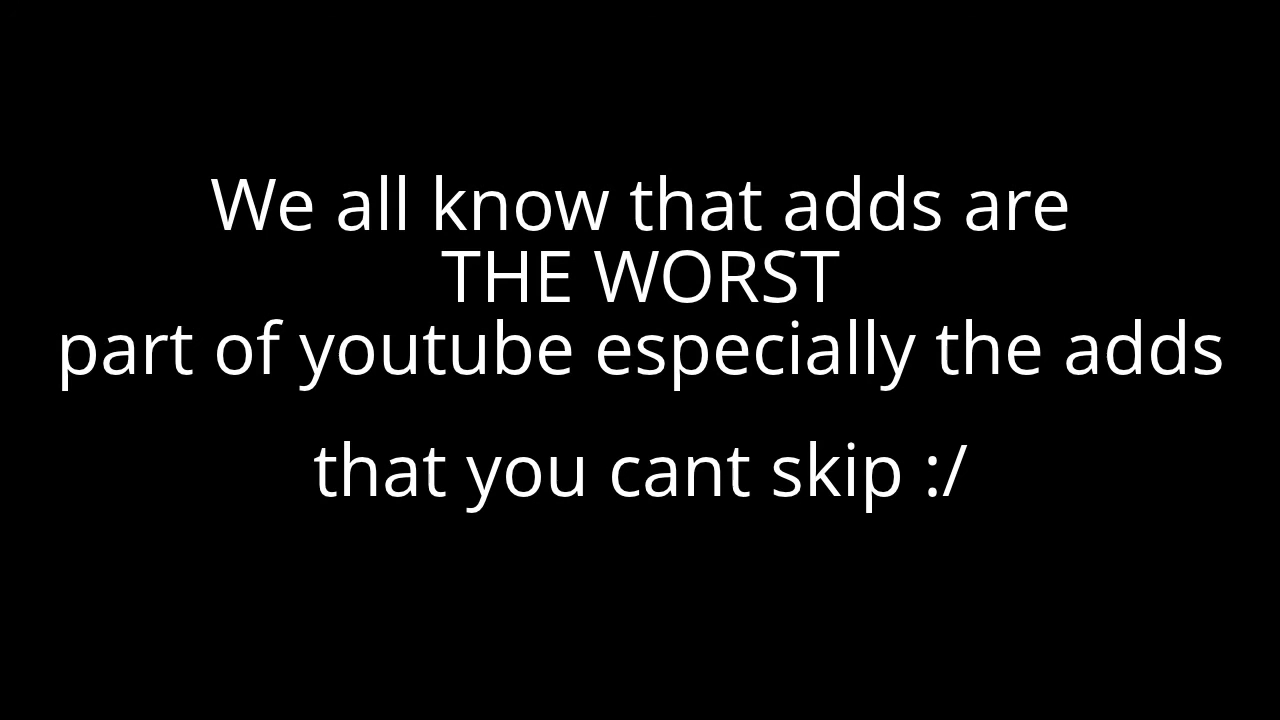 We all know that adds are
THE WORST
part of youtube especially the adds
that you cant skip :/